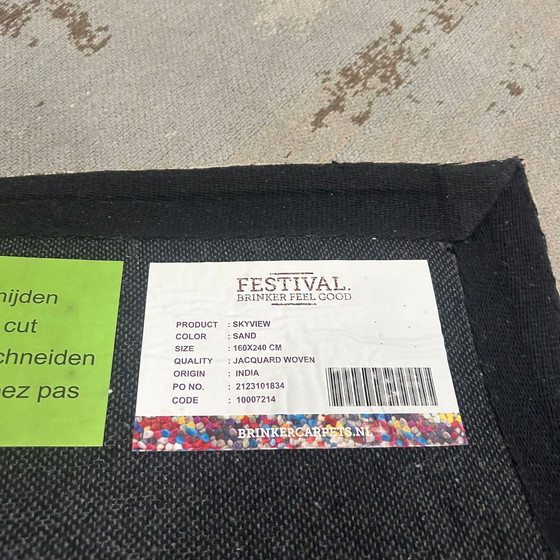 nijden
cut
chneiden
ez pas
FESTIVAL.
BRINKER FEEL GOOD
PRODUCT : SKYVIEW
COLOR : SAND
SIZE : 160X240 CM
QUALITY : JACQUARD WOVEN
ORIGIN : INDIA
PO NO. : 2123101834
CODE : 10007214
BRINKERCARPETS.NL